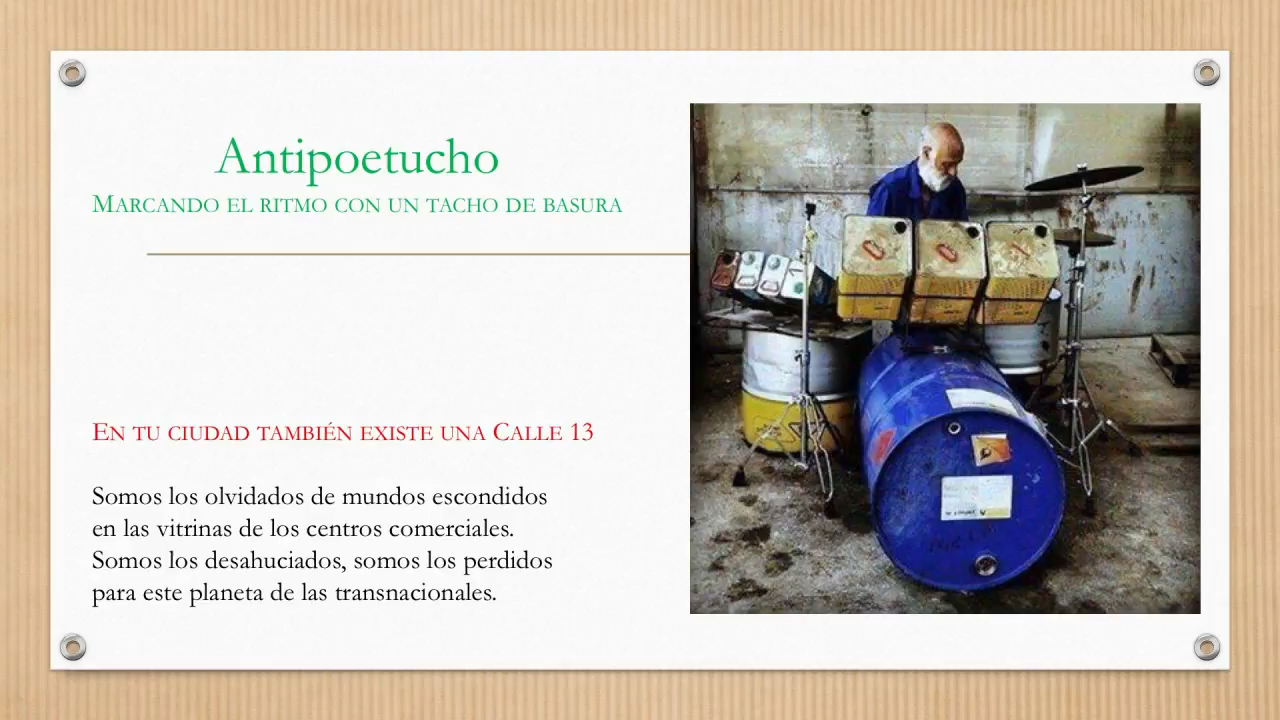 Antipoetucho
Marcando el ritmo con un tacho de basura
En tu ciudad también existe una Calle 13
Somos los olvidados de mundos escondidos
en las vitrinas de los centros comerciales.
Somos los desahuciados, somos los perdidos
para este planeta de las transnacionales.